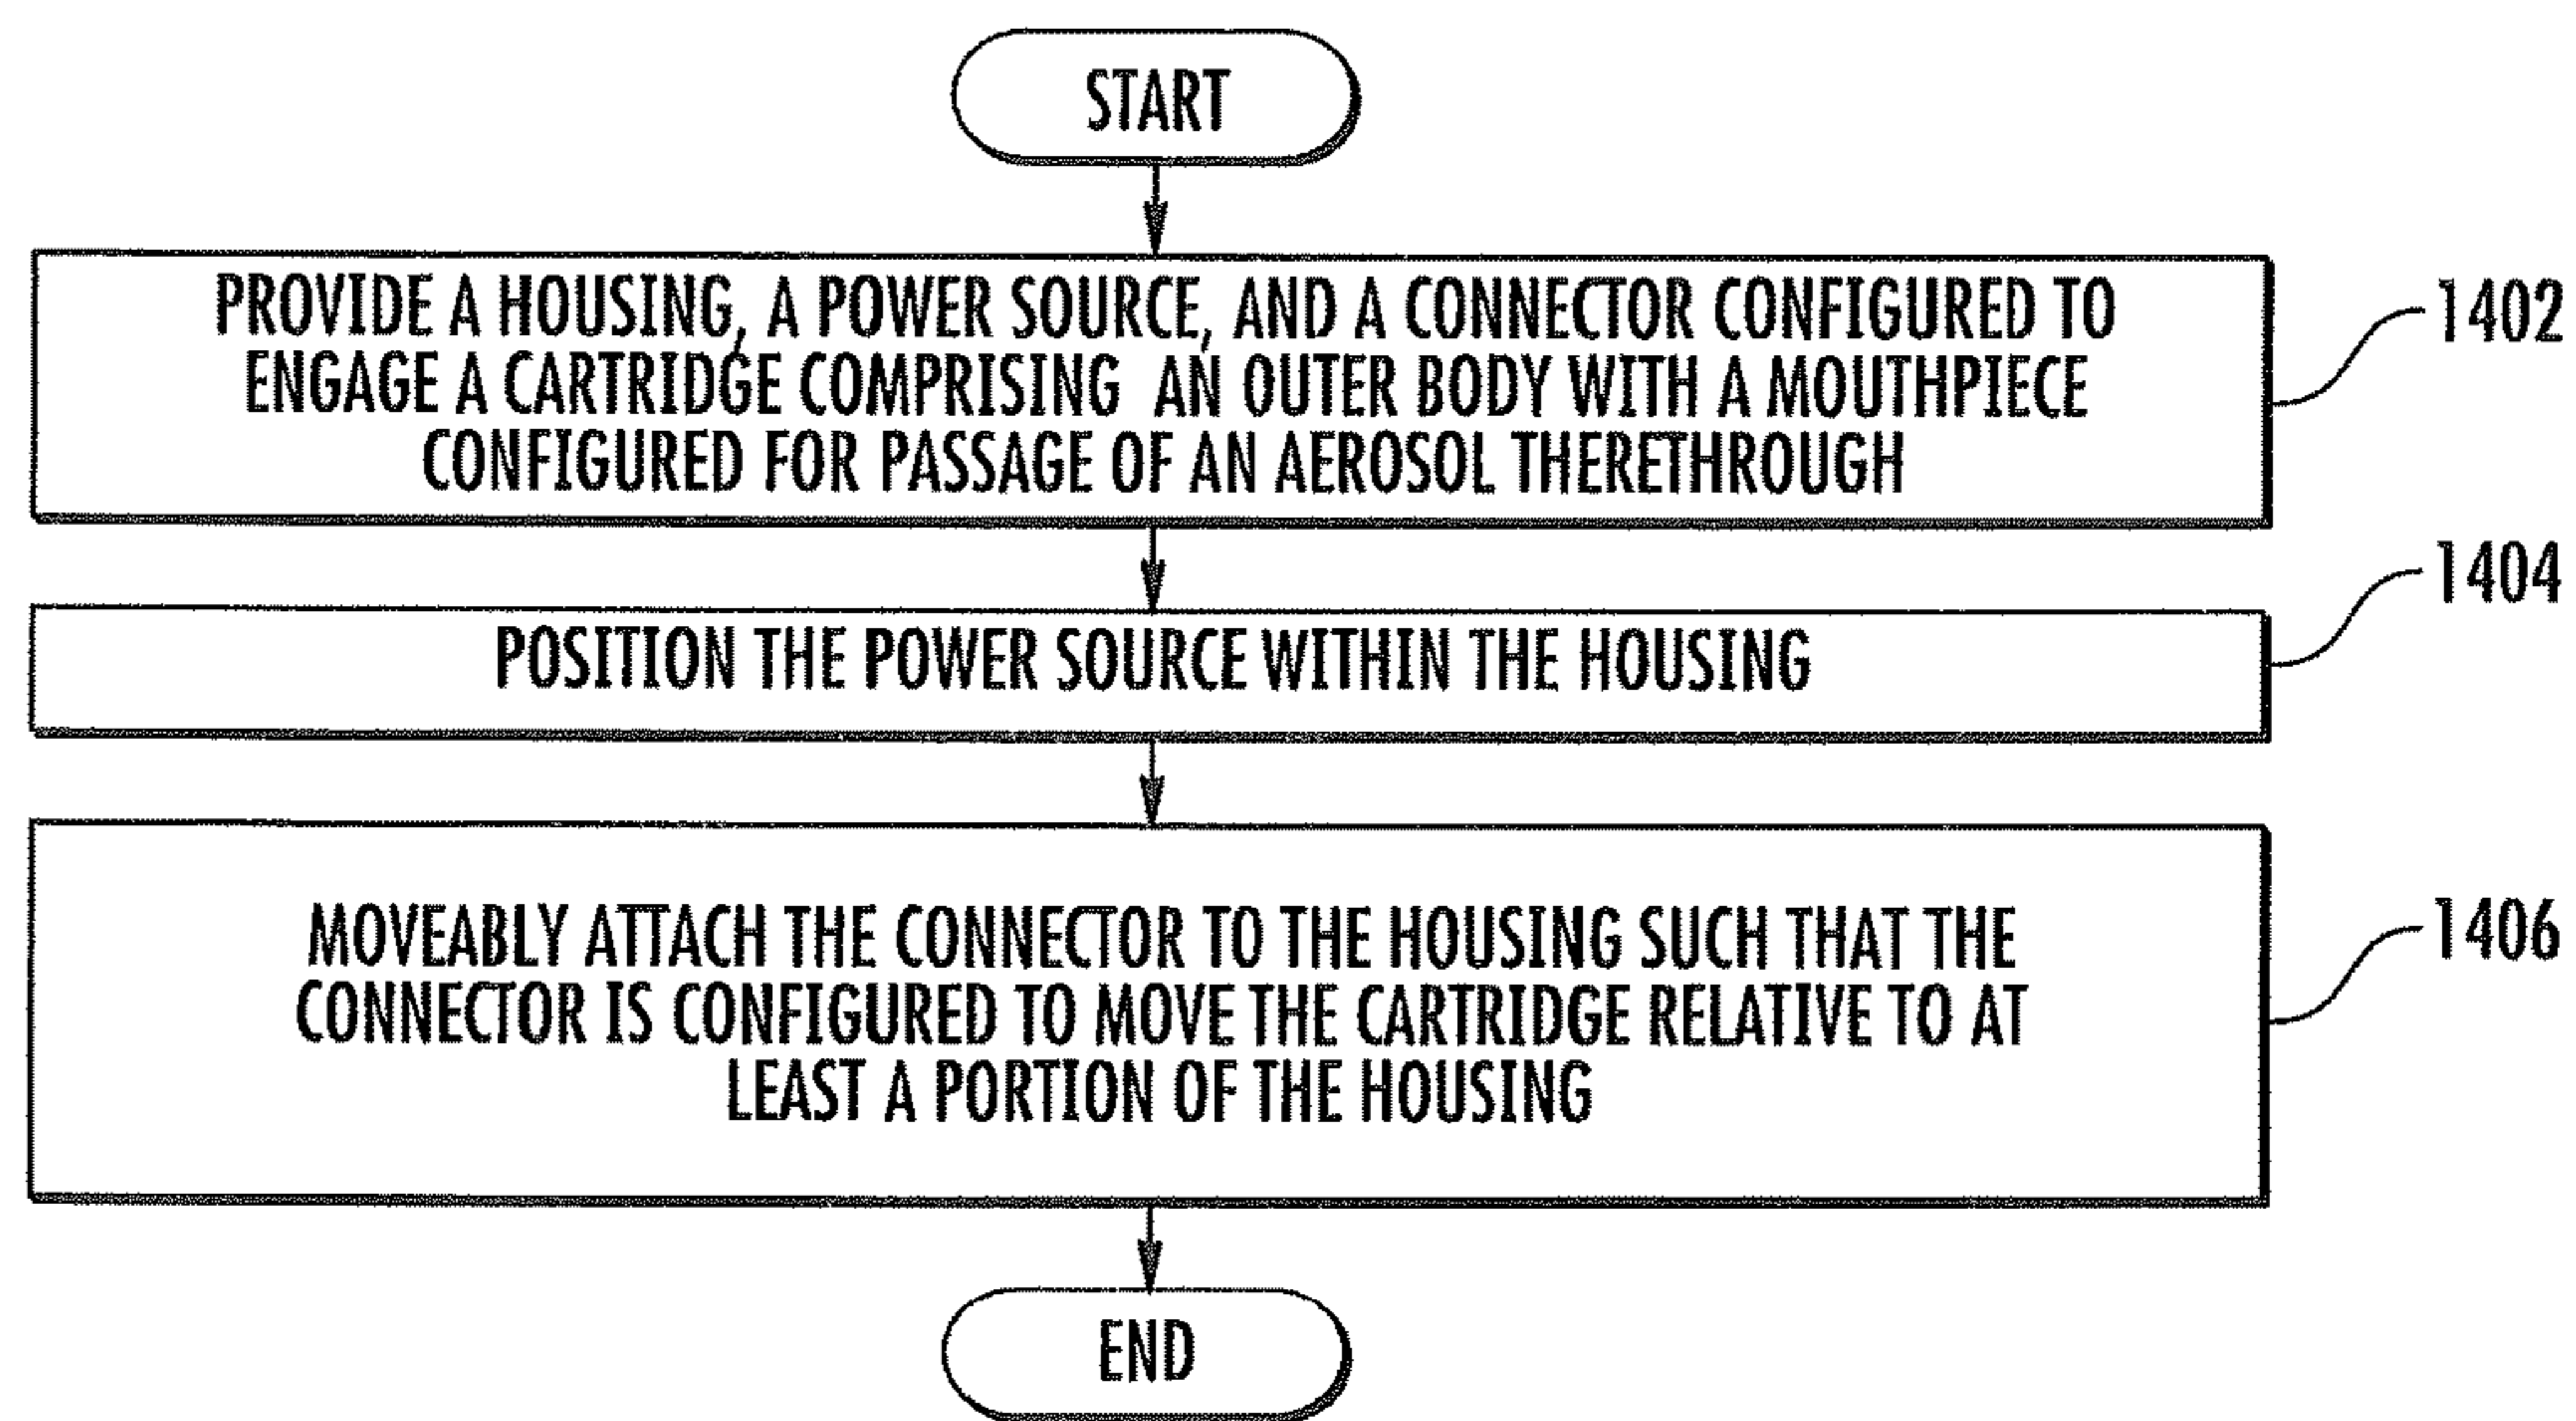 START
PROVIDE A HOUSING, A POWER SOURCE, AND A CONNECTOR CONFIGURED TO
ENGAGE A CARTRIDGE COMPRISING AN OUTER BODY WITH A MOUTHPIECE
CONFIGURED FOR PASSAGE OF AN AEROSOL THERETHROUGH
1402
POSITION THE POWER SOURCE WITHIN THE HOUSING
1404
MOVEABLY ATTACH THE CONNECTOR TO THE HOUSING SUCH THAT THE
CONNECTOR IS CONFIGURED TO MOVE THE CARTRIDGE RELATIVE TO AT
LEAST A PORTION OF THE HOUSING
1406
END